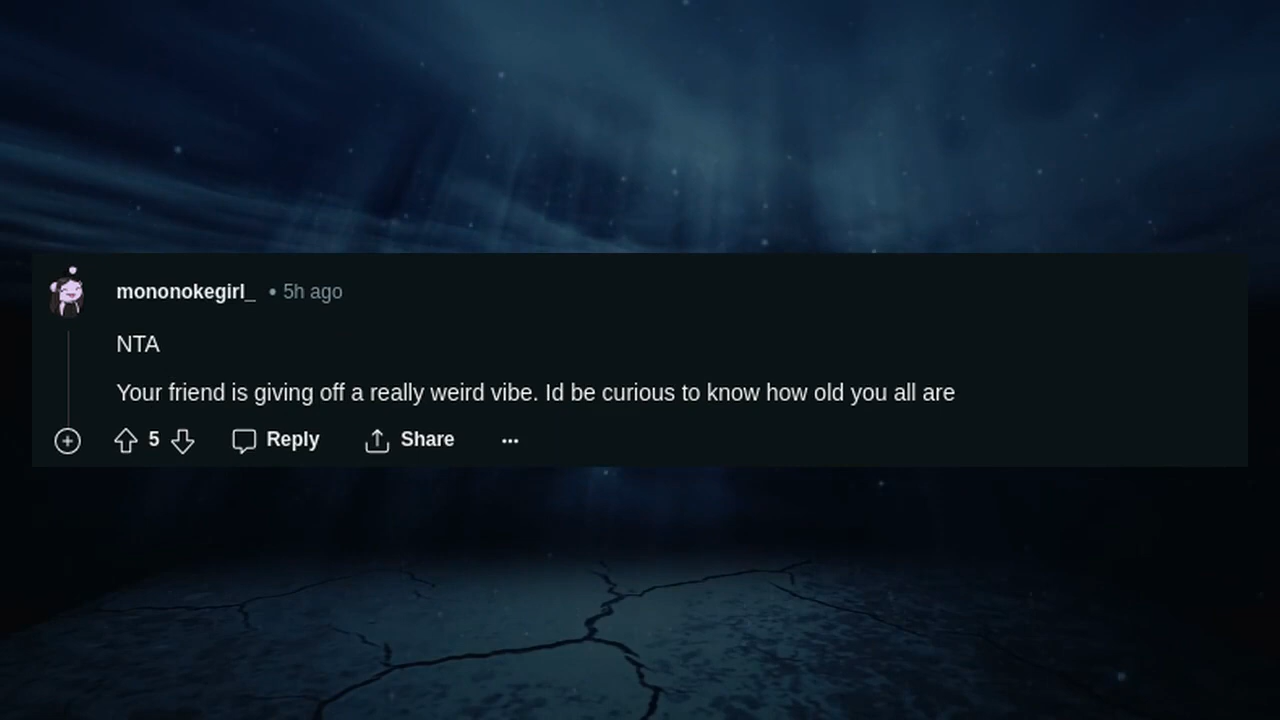 mononokegirl_ • 5h ago
NTA
Your friend is giving off a really weird vibe. Id be curious to know how old you all are
5 Reply Share ...